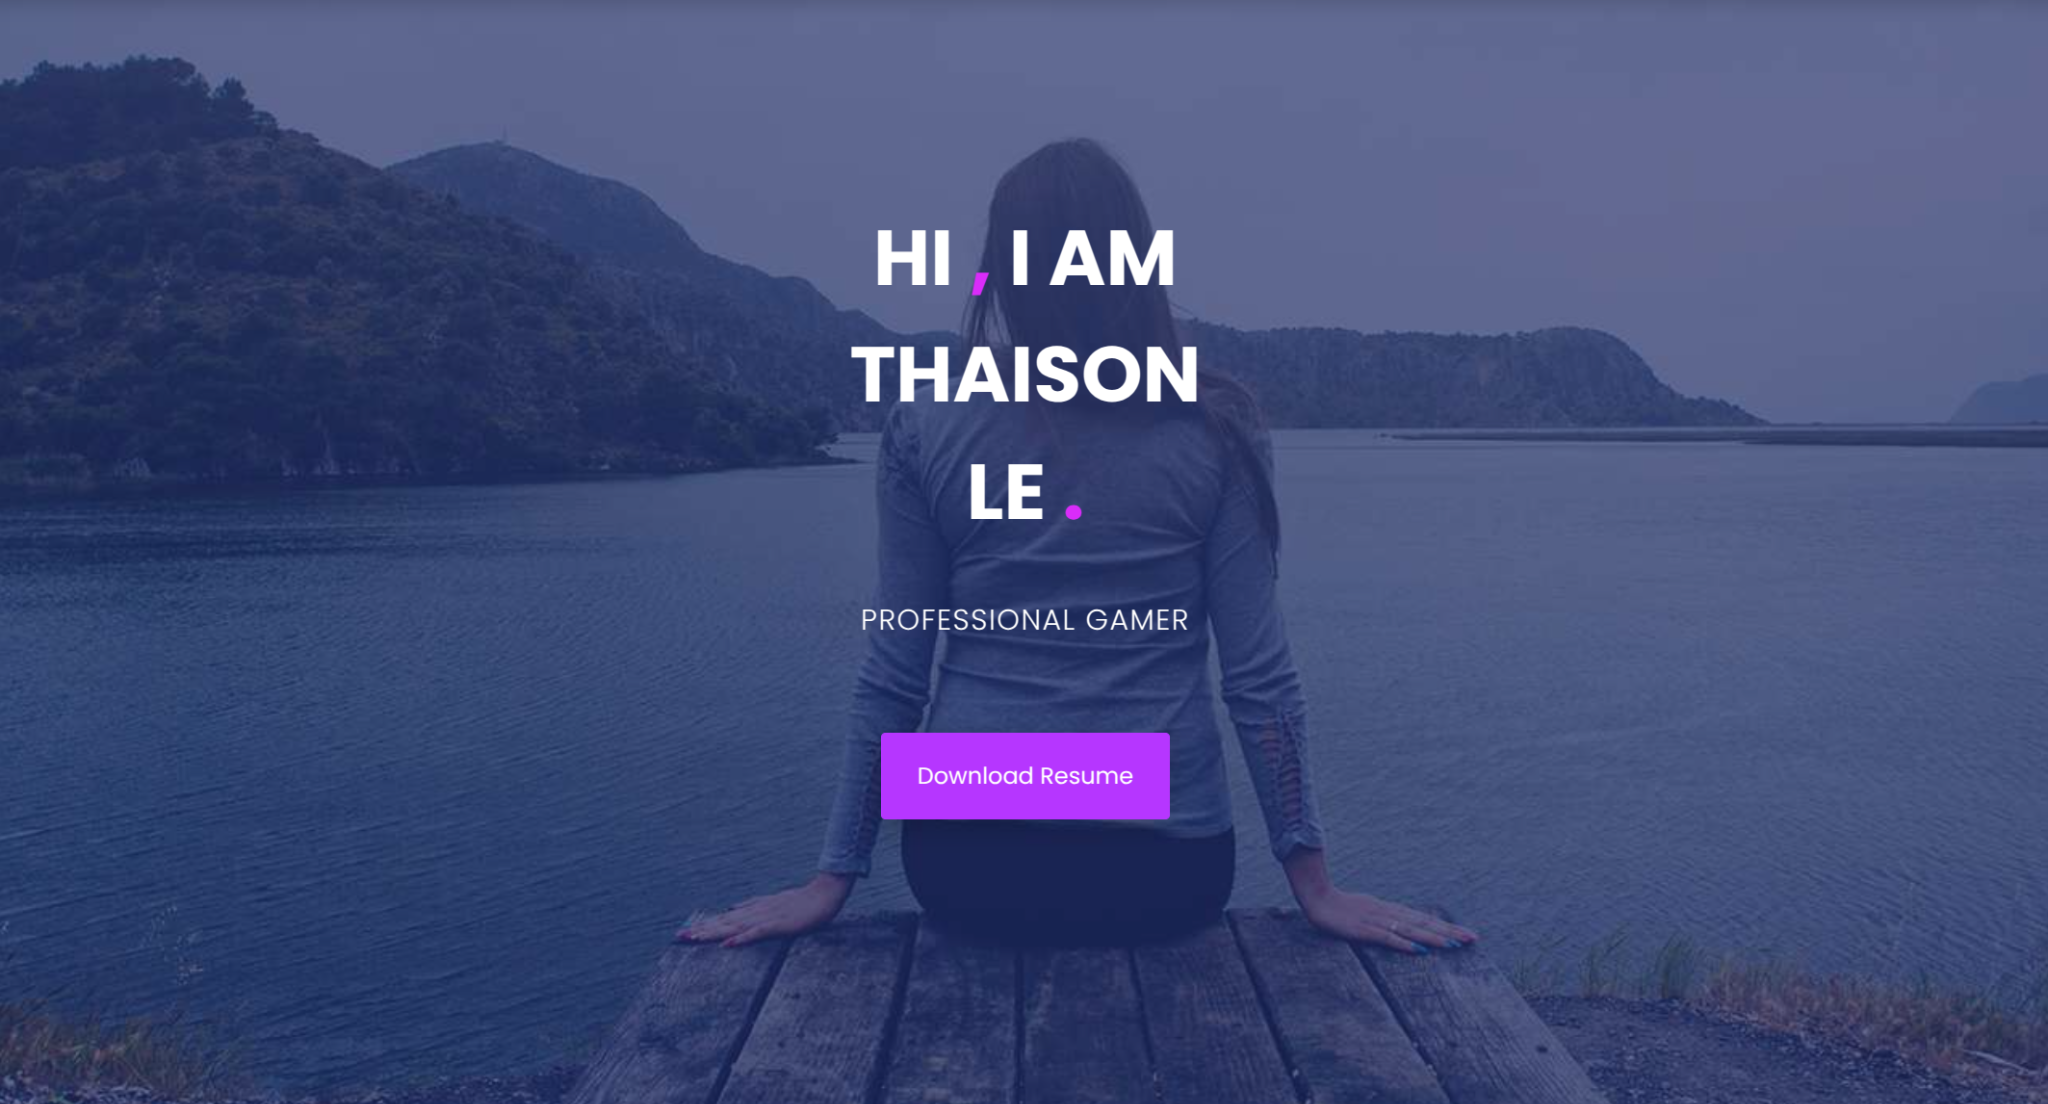 HI , I AM
THAISON
LE .
PROFESSIONAL GAMER
Download Resume